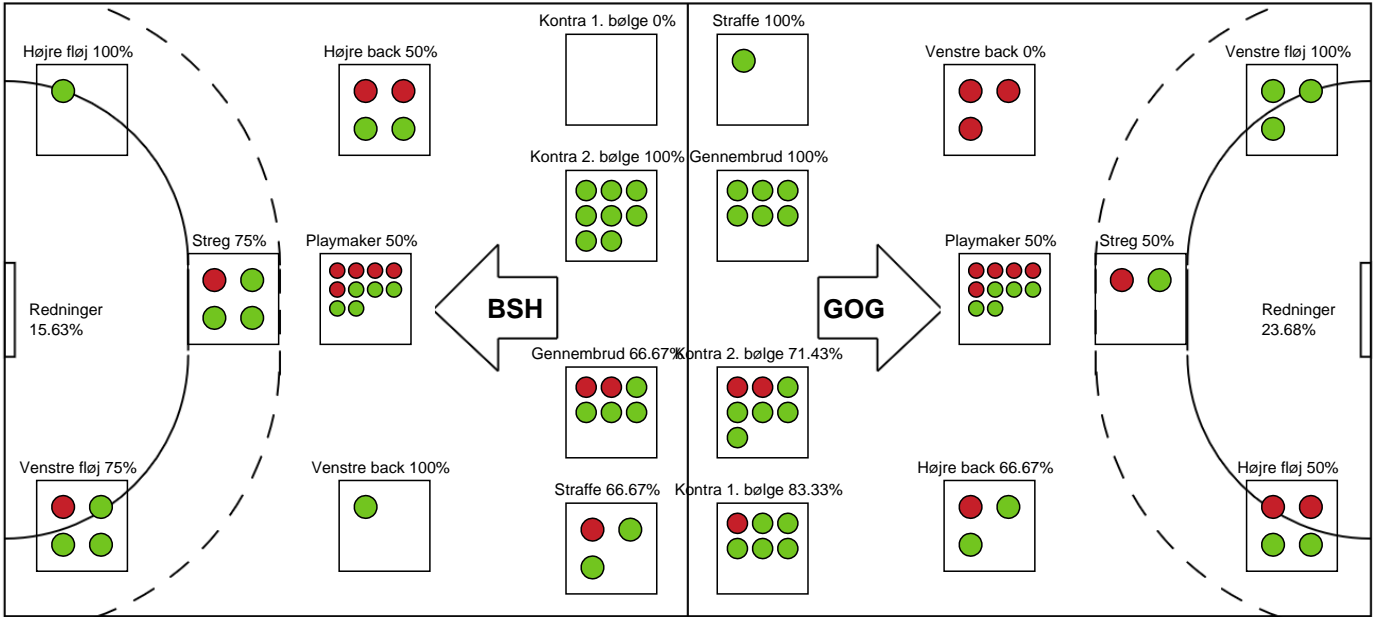 Kontra 1. bølge 0%
Straffe 100%
Højre fløj 100%
Højre back 50%
Venstre back 0%
Venstre fløj 100%
Kontra 2. bølge 100%
Gennembrud 100%
Streg 75%
Playmaker 50%
Playmaker 50%
Streg 50%
Redninger
15.63%
BSH
GOG
Redninger
23.68%
Gennembrud 66.67%
Kontra 2. bølge 71.43%
Venstre fløj 75%
Venstre back 100%
Straffe 66.67%
Kontra 1. bølge 83.33%
Højre back 66.67%
Højre fløj 50%